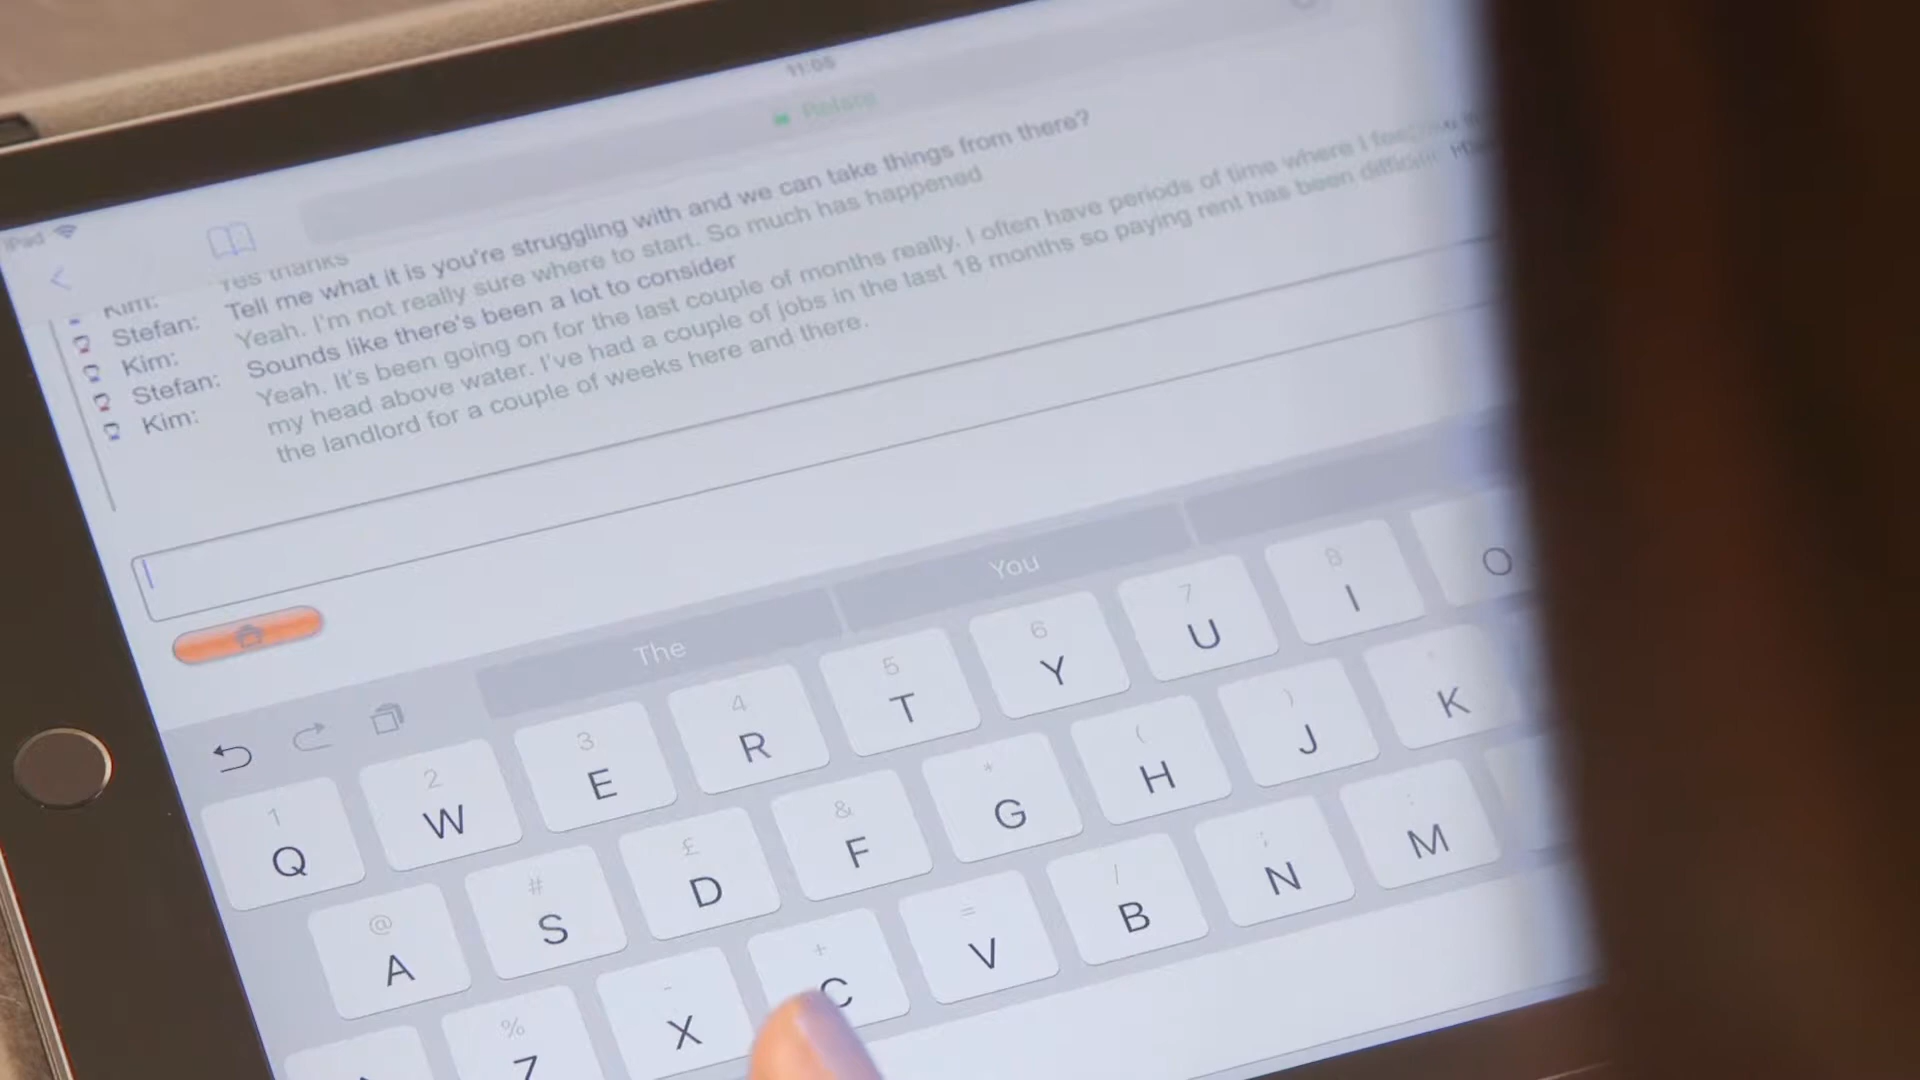 iPad
11:05
Relate
Kim: Yes thanks
Stefan: Tell me what it is you're struggling with and we can take things from there?
Kim: Yeah. I'm not really sure where to start. So much has happened
Stefan: Sounds like there's been a lot to consider
Kim: Yeah. It's been going on for the last couple of months really. I often have periods of time where I
my head above water. I've had a couple of jobs in the last 18 months so paying rent has been difficult
the landlord for a couple of weeks here and there.
The You
1 2 3 4 5 6 7 8
Q W E R T Y U I O
@ # £ & * ( )
A S D F G H J K
% - + = / ; :
Z X C V B N M